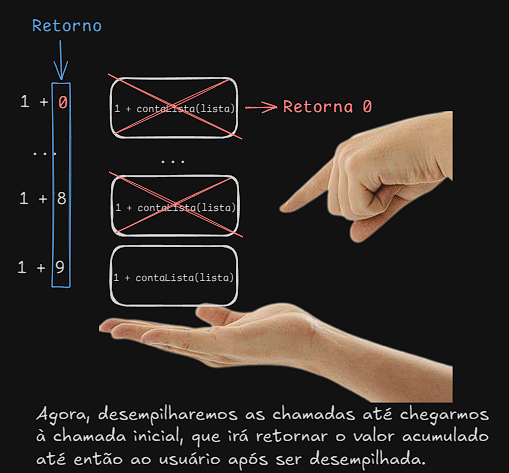 Retorno
1 + 0
1 + contaLista(lista)
Retorna 0
...
...
1 + 8
1 + contaLista(lista)
1 + 9
1 + contaLista(lista)
Agora, desempilharemos as chamadas até chegarmos
à chamada inicial, que irá retornar o valor acumulado
até então ao usuário após ser desempilhada.